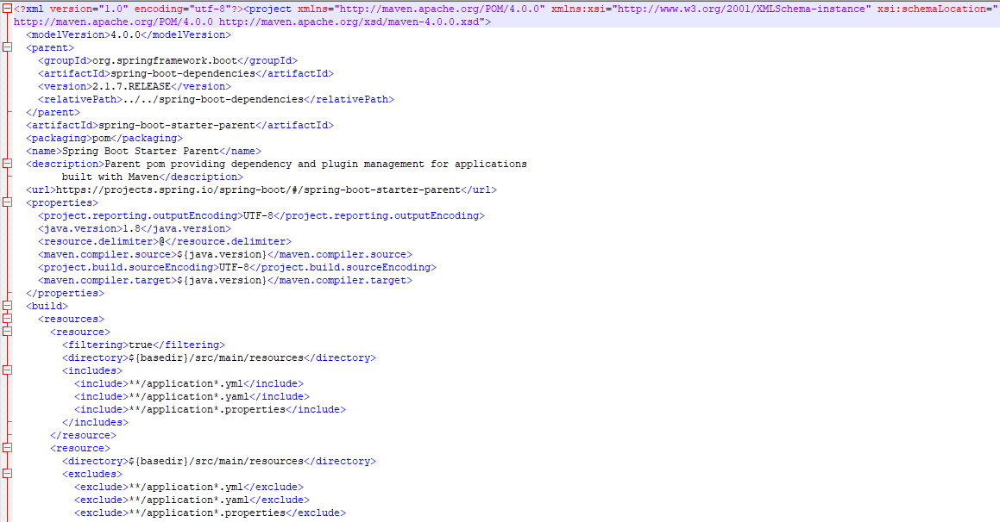 <?xml version="1.0" encoding="utf-8"?><project xmlns="http://maven.apache.org/POM/4.0.0" xmlns:xsi="http://www.w3.org/2001/XMLSchema-instance" xsi:schemaLocation="
http://maven.apache.org/POM/4.0.0 http://maven.apache.org/xsd/maven-4.0.0.xsd">
  <modelVersion>4.0.0</modelVersion>
  <parent>
    <groupId>org.springframework.boot</groupId>
    <artifactId>spring-boot-dependencies</artifactId>
    <version>2.1.7.RELEASE</version>
    <relativePath>../../spring-boot-dependencies</relativePath>
  </parent>
  <artifactId>spring-boot-starter-parent</artifactId>
  <packaging>pom</packaging>
  <name>Spring Boot Starter Parent</name>
  <description>Parent pom providing dependency and plugin management for applications
        built with Maven</description>
  <url>https://projects.spring.io/spring-boot/#/spring-boot-starter-parent</url>
  <properties>
    <project.reporting.outputEncoding>UTF-8</project.reporting.outputEncoding>
    <java.version>1.8</java.version>
    <resource.delimiter>@</resource.delimiter>
    <maven.compiler.source>${java.version}</maven.compiler.source>
    <project.build.sourceEncoding>UTF-8</project.build.sourceEncoding>
    <maven.compiler.target>${java.version}</maven.compiler.target>
  </properties>
  <build>
    <resources>
      <resource>
        <filtering>true</filtering>
        <directory>${basedir}/src/main/resources</directory>
        <includes>
          <include>**/application*.yml</include>
          <include>**/application*.yaml</include>
          <include>**/application*.properties</include>
        </includes>
      </resource>
      <resource>
        <directory>${basedir}/src/main/resources</directory>
        <excludes>
          <exclude>**/application*.yml</exclude>
          <exclude>**/application*.yaml</exclude>
          <exclude>**/application*.properties</exclude>